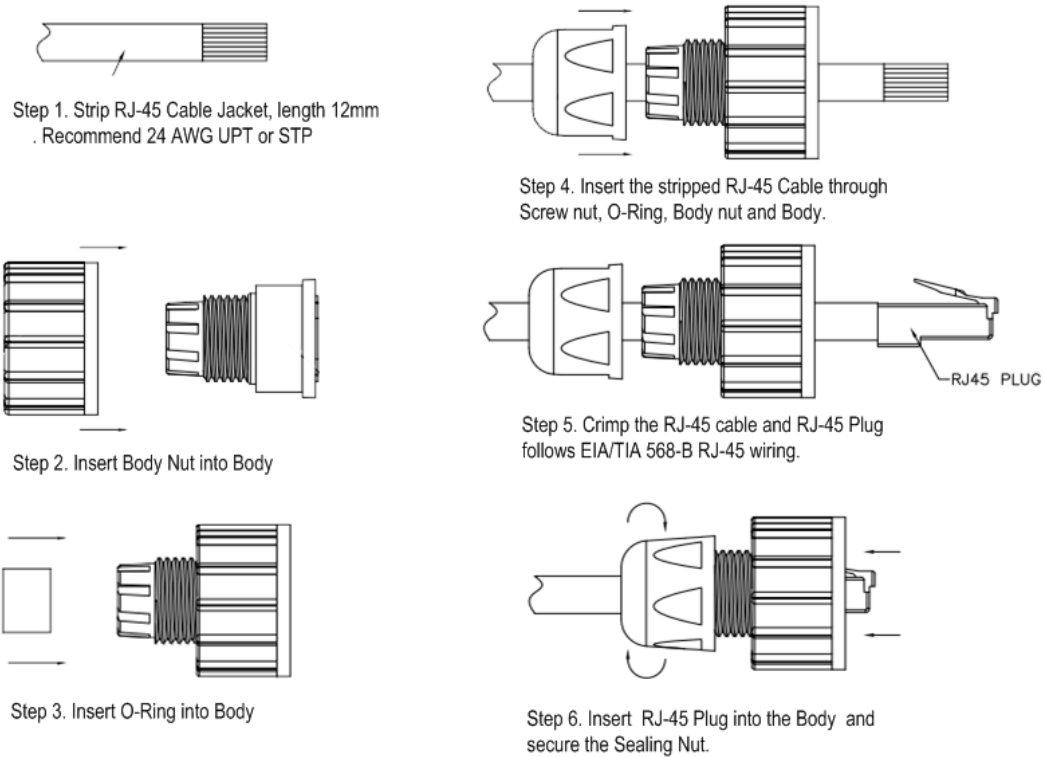 Step 1. Strip RJ-45 Cable Jacket, length 12mm
. Recommend 24 AWG UPT or STP
Step 2. Insert Body Nut into Body
Step 3. Insert O-Ring into Body
Step 4. Insert the stripped RJ-45 Cable through
Screw nut, O-Ring, Body nut and Body.
RJ45 PLUG
Step 5. Crimp the RJ-45 cable and RJ-45 Plug
follows EIA/TIA 568-B RJ-45 wiring.
Step 6. Insert RJ-45 Plug into the Body and
secure the Sealing Nut.